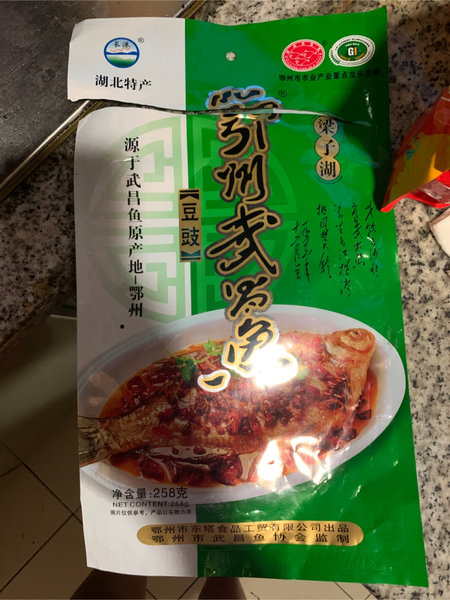 长港
湖北特产
GI
鄂州市农业产业重点龙头企业
鄂州武昌鱼
®
梁子湖
【豆豉】
源于武昌鱼原产地-鄂州
净含量:258克
NET CONTENT:258g
图片仅供参考，产品以实物为准
鄂州市东塔食品工贸有限公司出品
鄂州市武昌鱼协会监制